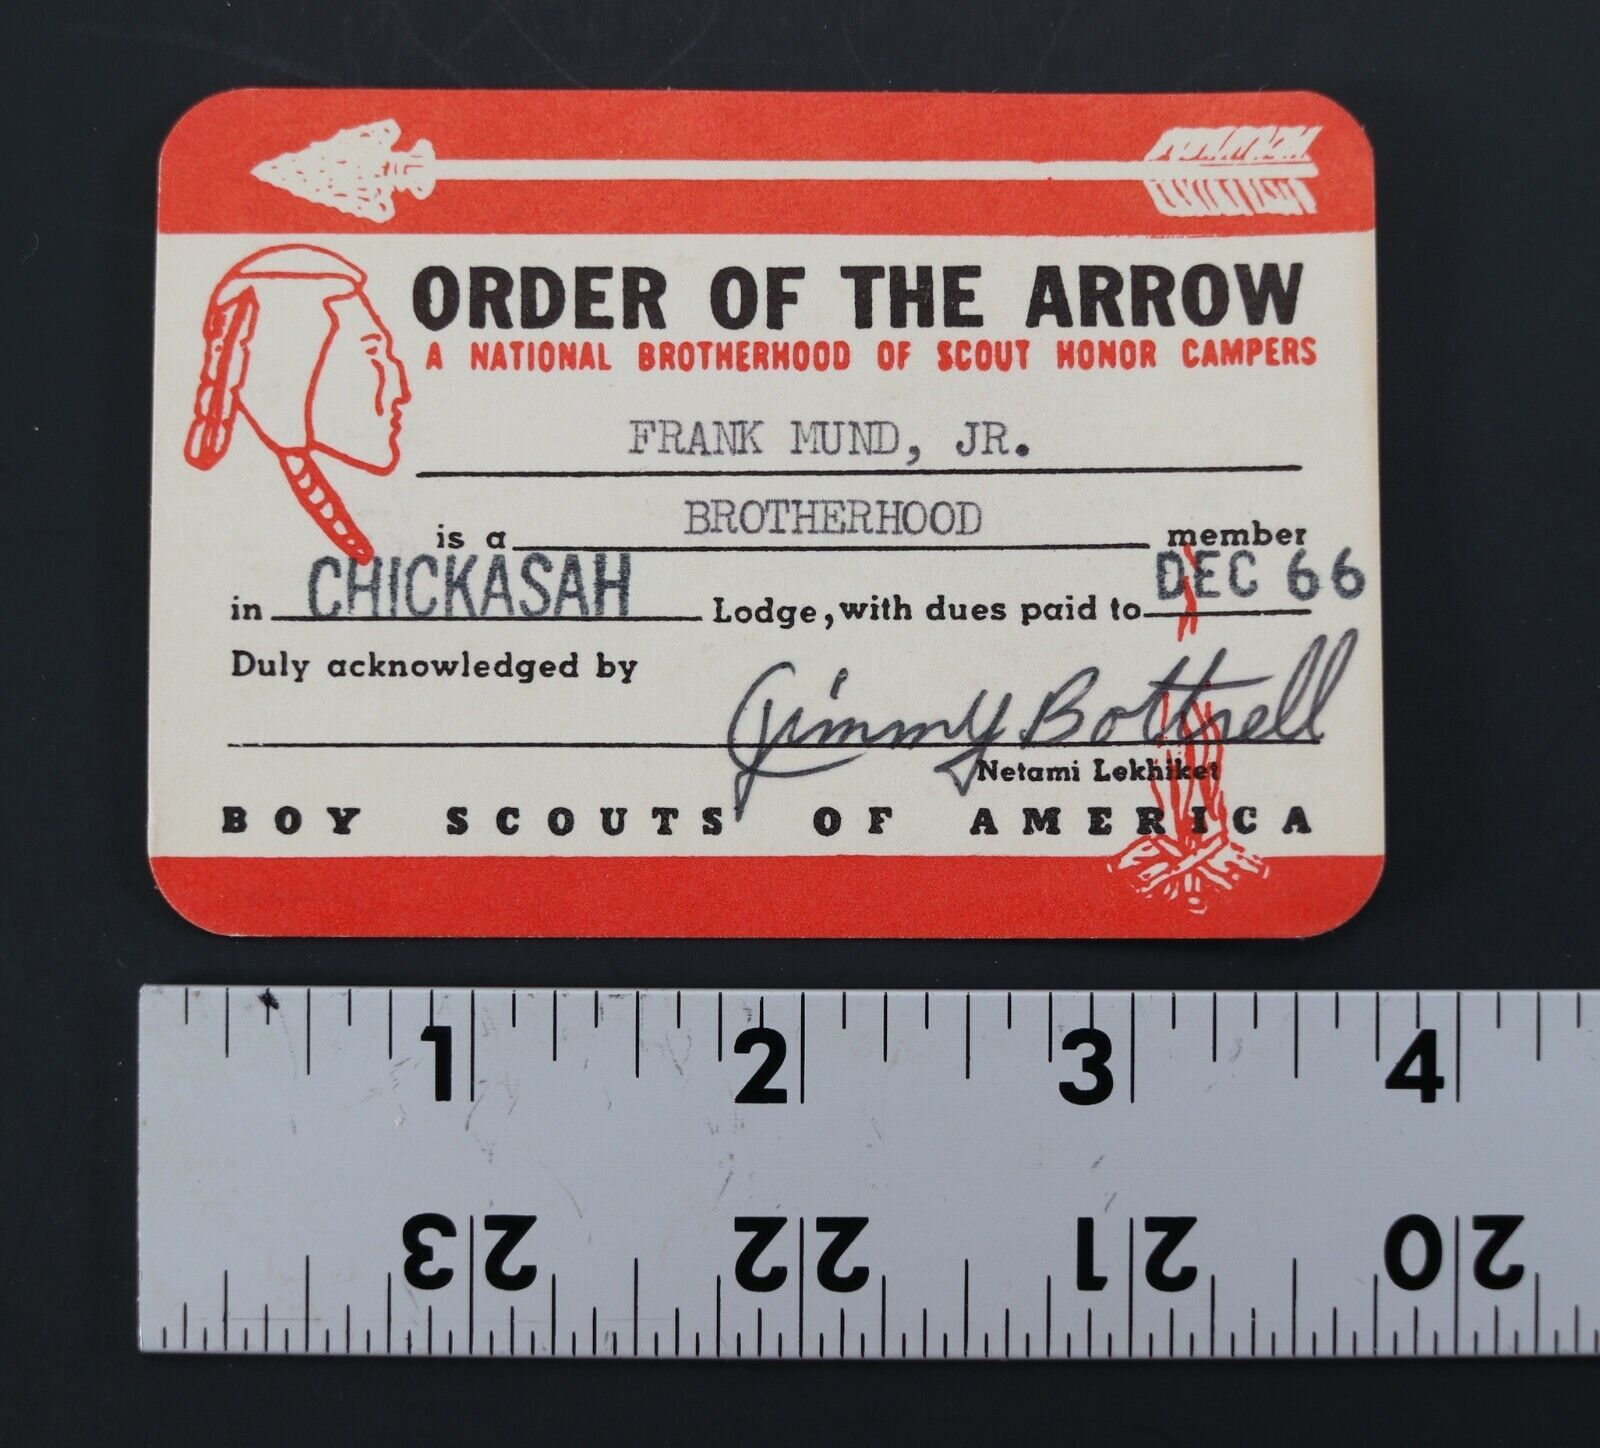 ORDER OF THE ARROW
A NATIONAL BROTHERHOOD OF SCOUT HONOR CAMPERS
FRANK MUND, JR.
is a BROTHERHOOD member
in CHICKASAH Lodge, with dues paid to DEC 66
Duly acknowledged by
Jimmy Bottrell
Netami Lekhiket
BOY SCOUTS OF AMERICA
1 2 3 4
23 22 21 20